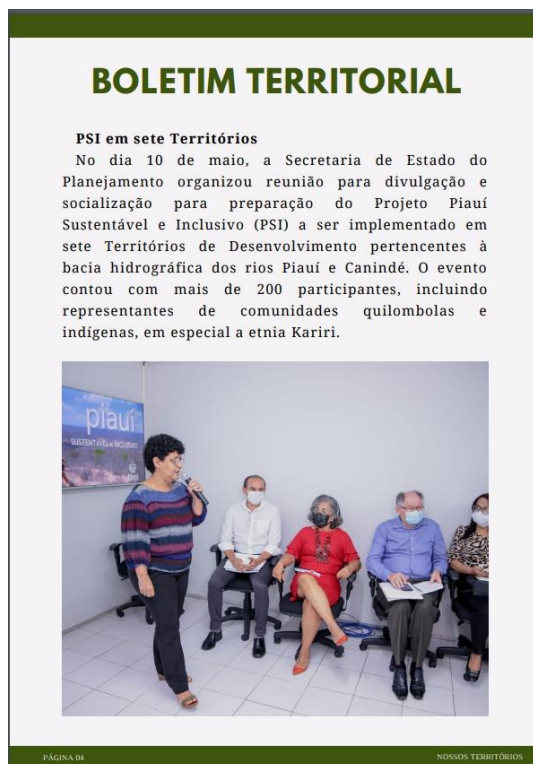 BOLETIM TERRITORIAL
PSI em sete Territórios
No dia 10 de maio, a Secretaria de Estado do
Planejamento organizou reunião para divulgação e
socialização para preparação do Projeto Piauí
Sustentável e Inclusivo (PSI) a ser implementado em
sete Territórios de Desenvolvimento pertencentes à
bacia hidrográfica dos rios Piauí e Canindé. O evento
contou com mais de 200 participantes, incluindo
representantes de comunidades quilombolas e
indígenas, em especial a etnia Kariri.
piauí
SUSTENTÁVEL e INCLUSIVO
PÁGINA 04
NOSSOS TERRITÓRIOS